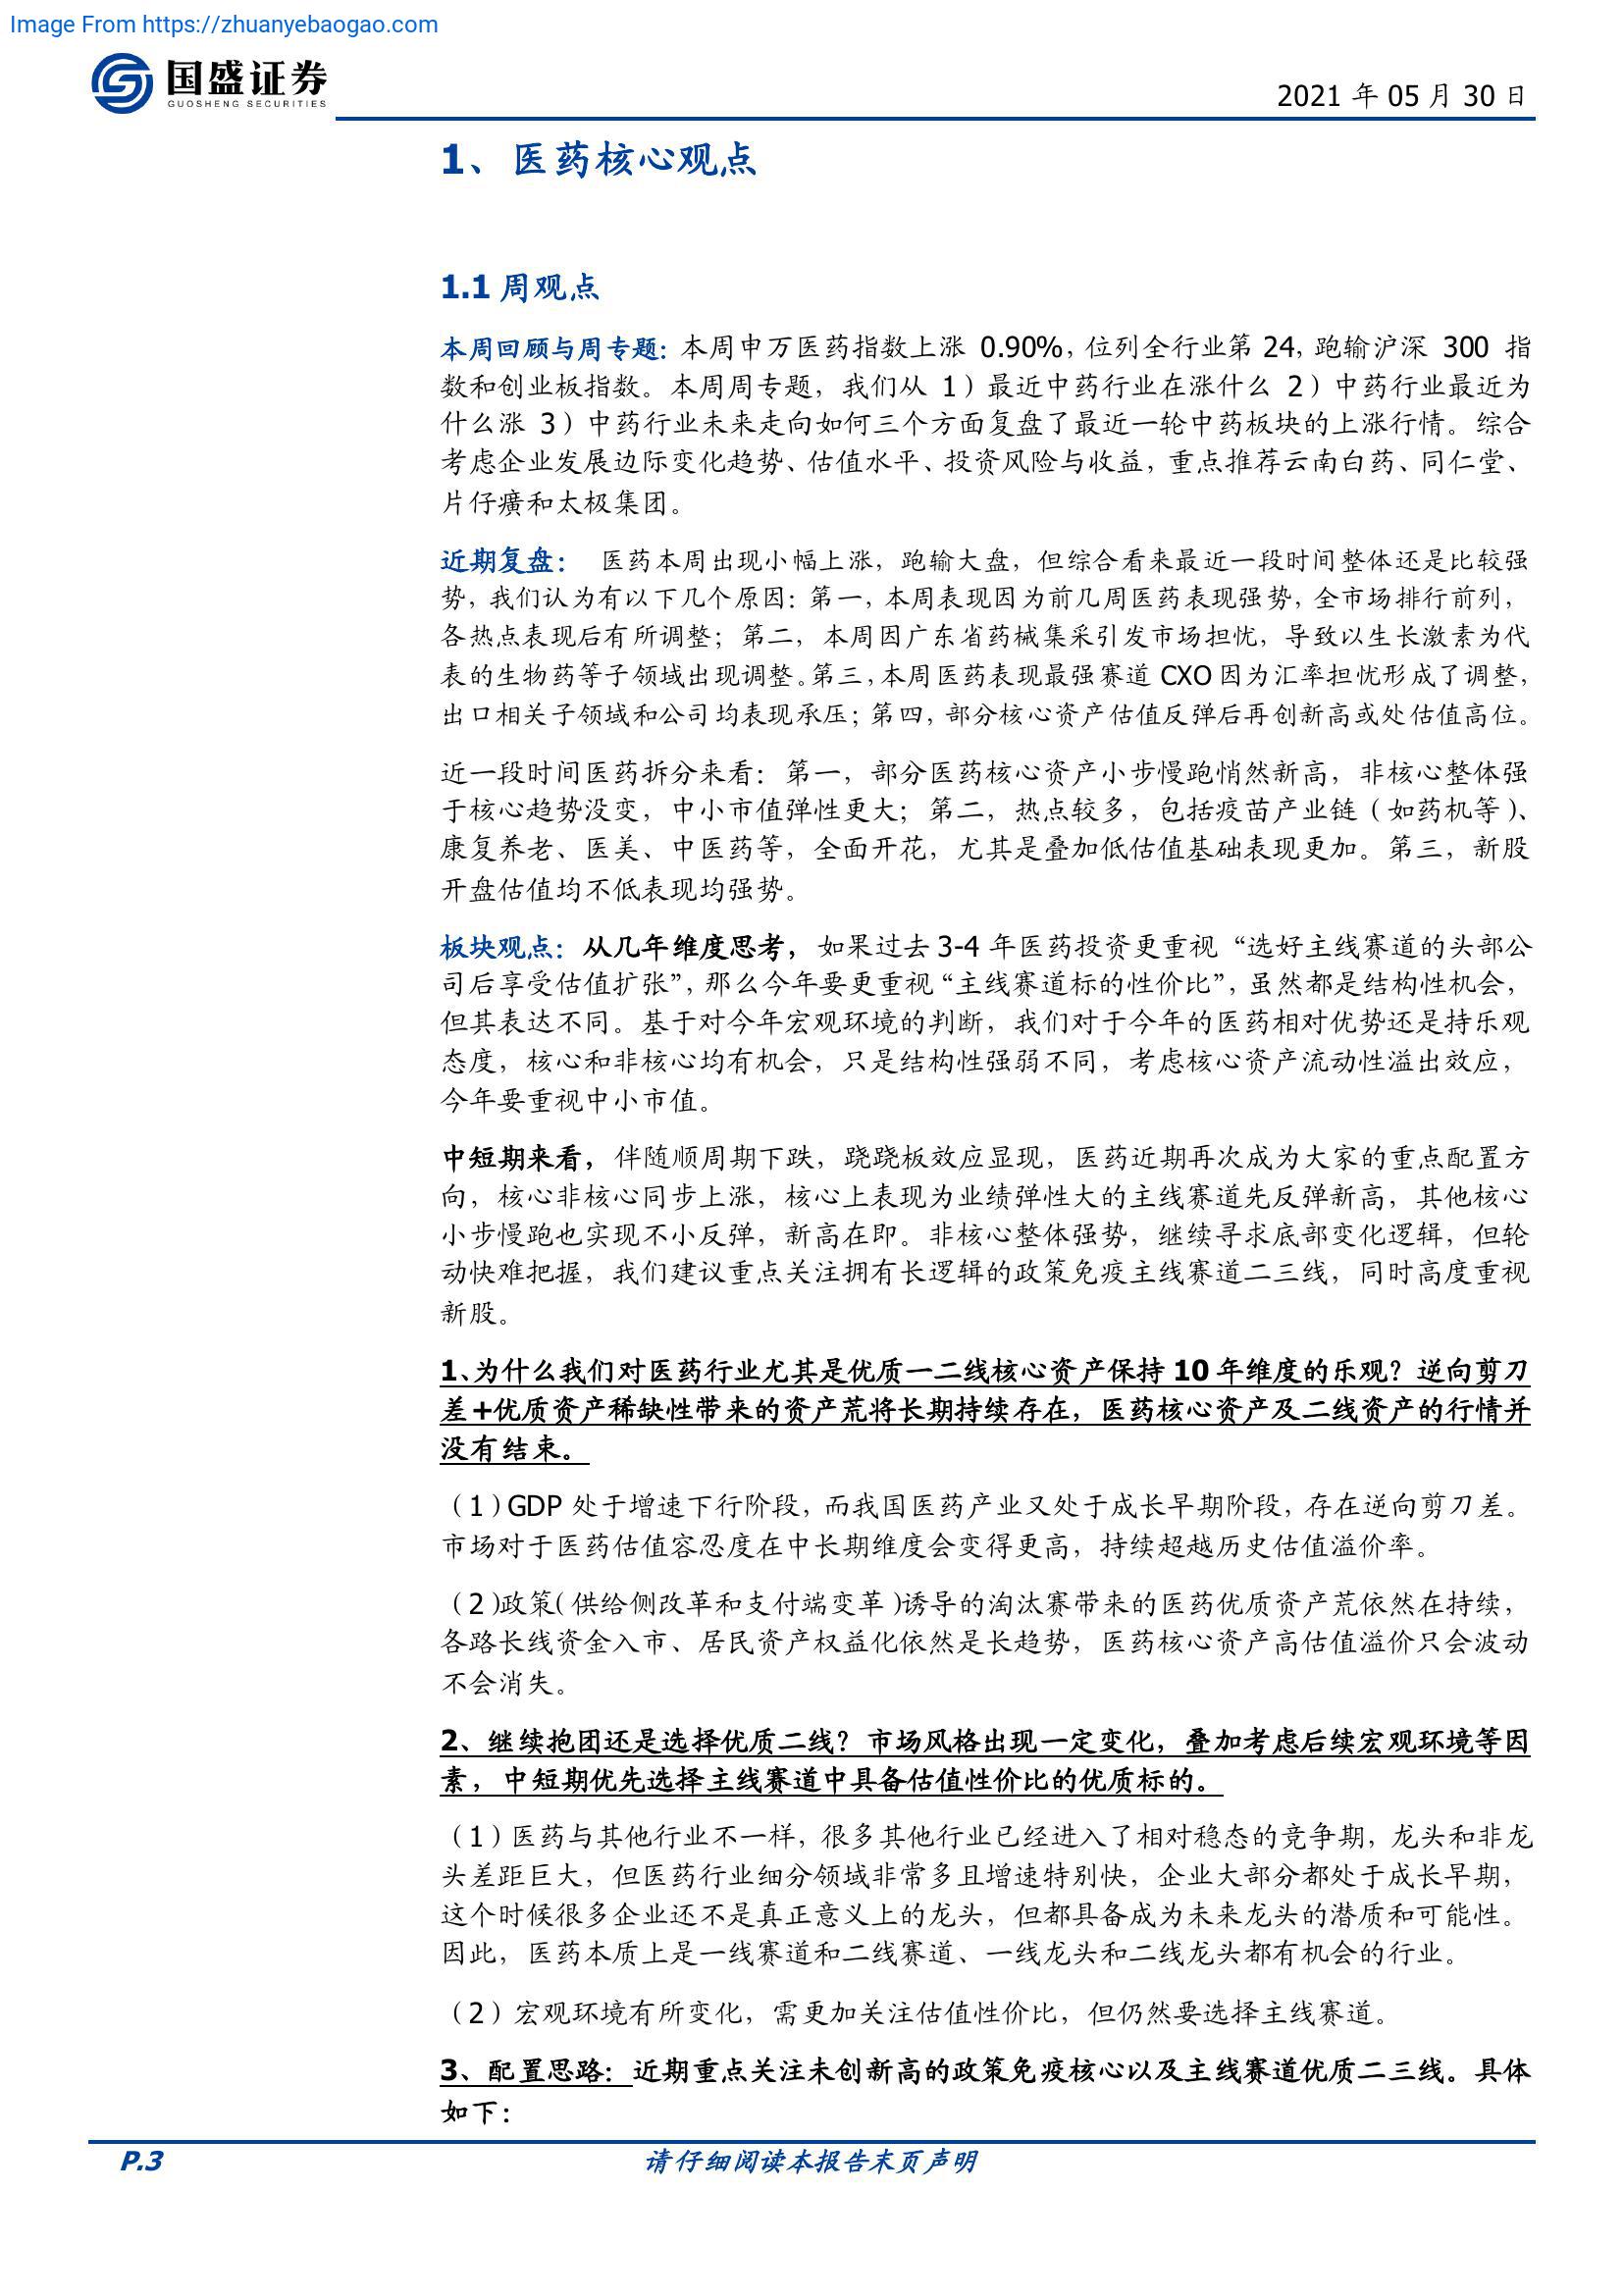 Image From https://zhuanyebaogao.com
国盛证券
GUOSHENG SECURITIES
2021 年 05 月 30 日
1、医药核心观点
1.1 周观点
本周回顾与周专题：本周申万医药指数上涨 0.90%，位列全行业第 24，跑输沪深 300 指
数和创业板指数。本周周专题，我们从 1）最近中药行业在涨什么 2）中药行业最近为
什么涨 3）中药行业未来走向如何三个方面复盘了最近一轮中药板块的上涨行情。综合
考虑企业发展边际变化趋势、估值水平、投资风险与收益，重点推荐云南白药、同仁堂、
片仔癀和太极集团。
近期复盘： 医药本周出现小幅上涨，跑输大盘，但综合看来最近一段时间整体还是比较强
势，我们认为有以下几个原因：第一，本周表现因为前几周医药表现强势，全市场排行前列，
各热点表现后有所调整；第二，本周因广东省药械集采引发市场担忧，导致以生长激素为代
表的生物药等子领域出现调整。第三，本周医药表现最强赛道 CXO 因为汇率担忧形成了调整，
出口相关子领域和公司均表现承压；第四，部分核心资产估值反弹后再创新高或处估值高位。
近一段时间医药拆分来看：第一，部分医药核心资产小步慢跑悄然新高，非核心整体强
于核心趋势没变，中小市值弹性更大；第二，热点较多，包括疫苗产业链（如药机等）、
康复养老、医美、中医药等，全面开花，尤其是叠加低估值基础表现更加。第三，新股
开盘估值均不低表现均强势。
板块观点：从几年维度思考，如果过去 3-4 年医药投资更重视“选好主线赛道的头部公
司后享受估值扩张”，那么今年要更重视“主线赛道标的性价比”，虽然都是结构性机会，
但其表达不同。基于对今年宏观环境的判断，我们对于今年的医药相对优势还是持乐观
态度，核心和非核心均有机会，只是结构性强弱不同，考虑核心资产流动性溢出效应，
今年要重视中小市值。
中短期来看，伴随顺周期下跌，跷跷板效应显现，医药近期再次成为大家的重点配置方
向，核心非核心同步上涨，核心上表现为业绩弹性大的主线赛道先反弹新高，其他核心
小步慢跑也实现不小反弹，新高在即。非核心整体强势，继续寻求底部变化逻辑，但轮
动快难把握，我们建议重点关注拥有长逻辑的政策免疫主线赛道二三线，同时高度重视
新股。
1、为什么我们对医药行业尤其是优质一二线核心资产保持 10 年维度的乐观？逆向剪刀
差+优质资产稀缺性带来的资产荒将长期持续存在，医药核心资产及二线资产的行情并
没有结束。
（1）GDP 处于增速下行阶段，而我国医药产业又处于成长早期阶段，存在逆向剪刀差。
市场对于医药估值容忍度在中长期维度会变得更高，持续超越历史估值溢价率。
（2）政策（供给侧改革和支付端变革）诱导的淘汰赛带来的医药优质资产荒依然在持续，
各路长线资金入市、居民资产权益化依然是长趋势，医药核心资产高估值溢价只会波动
不会消失。
2、继续抱团还是选择优质二线？市场风格出现一定变化，叠加考虑后续宏观环境等因
素，中短期优先选择主线赛道中具备估值性价比的优质标的。
（1）医药与其他行业不一样，很多其他行业已经进入了相对稳态的竞争期，龙头和非龙
头差距巨大，但医药行业细分领域非常多且增速特别快，企业大部分都处于成长早期，
这个时候很多企业还不是真正意义上的龙头，但都具备成为未来龙头的潜质和可能性。
因此，医药本质上是一线赛道和二线赛道、一线龙头和二线龙头都有机会的行业。
（2）宏观环境有所变化，需更加关注估值性价比，但仍然要选择主线赛道。
3、配置思路：近期重点关注未创新高的政策免疫核心以及主线赛道优质二三线。具体
如下：
P.3
请仔细阅读本报告末页声明